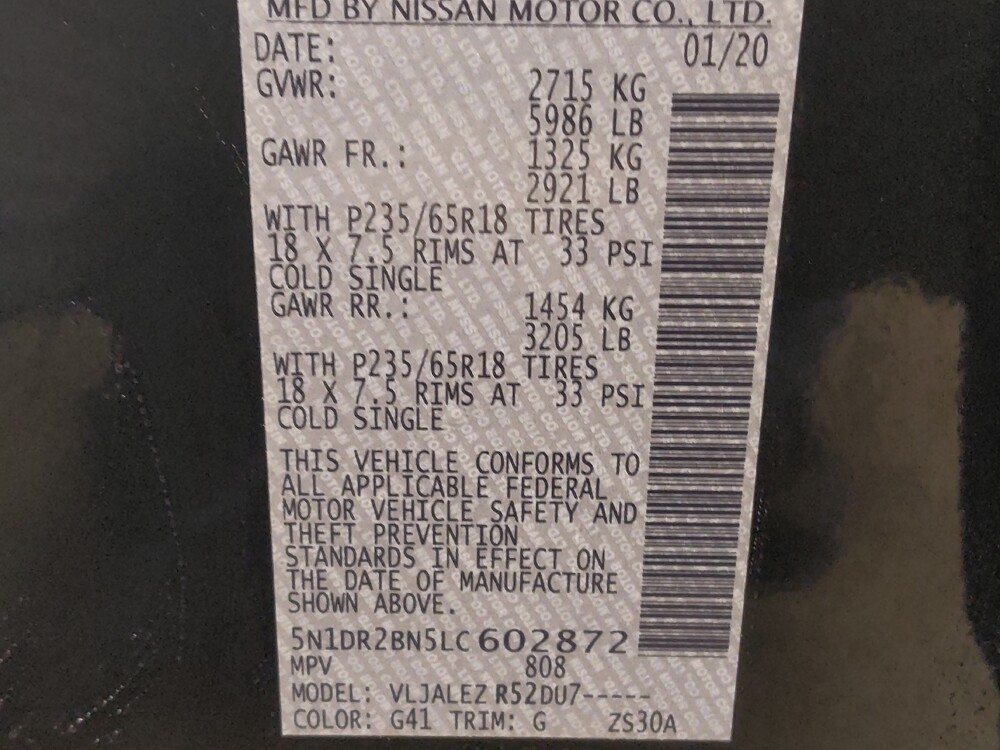 MFD BY NISSAN MOTOR CO., LTD.
DATE: 01/20
GVWR: 2715 KG
5986 LB
GAWR FR.: 1325 KG
2921 LB
WITH P235/65R18 TIRES
18 X 7.5 RIMS AT 33 PSI
COLD SINGLE
GAWR RR.: 1454 KG
3205 LB
WITH P235/65R18 TIRES
18 X 7.5 RIMS AT 33 PSI
COLD SINGLE
THIS VEHICLE CONFORMS TO
ALL APPLICABLE FEDERAL
MOTOR VEHICLE SAFETY AND
THEFT PREVENTION
STANDARDS IN EFFECT ON
THE DATE OF MANUFACTURE
SHOWN ABOVE.
5N1DR2BN5LC602872
MPV 808
MODEL: VLJALEZ R52DU7-----
COLOR: G41 TRIM: G ZS30A